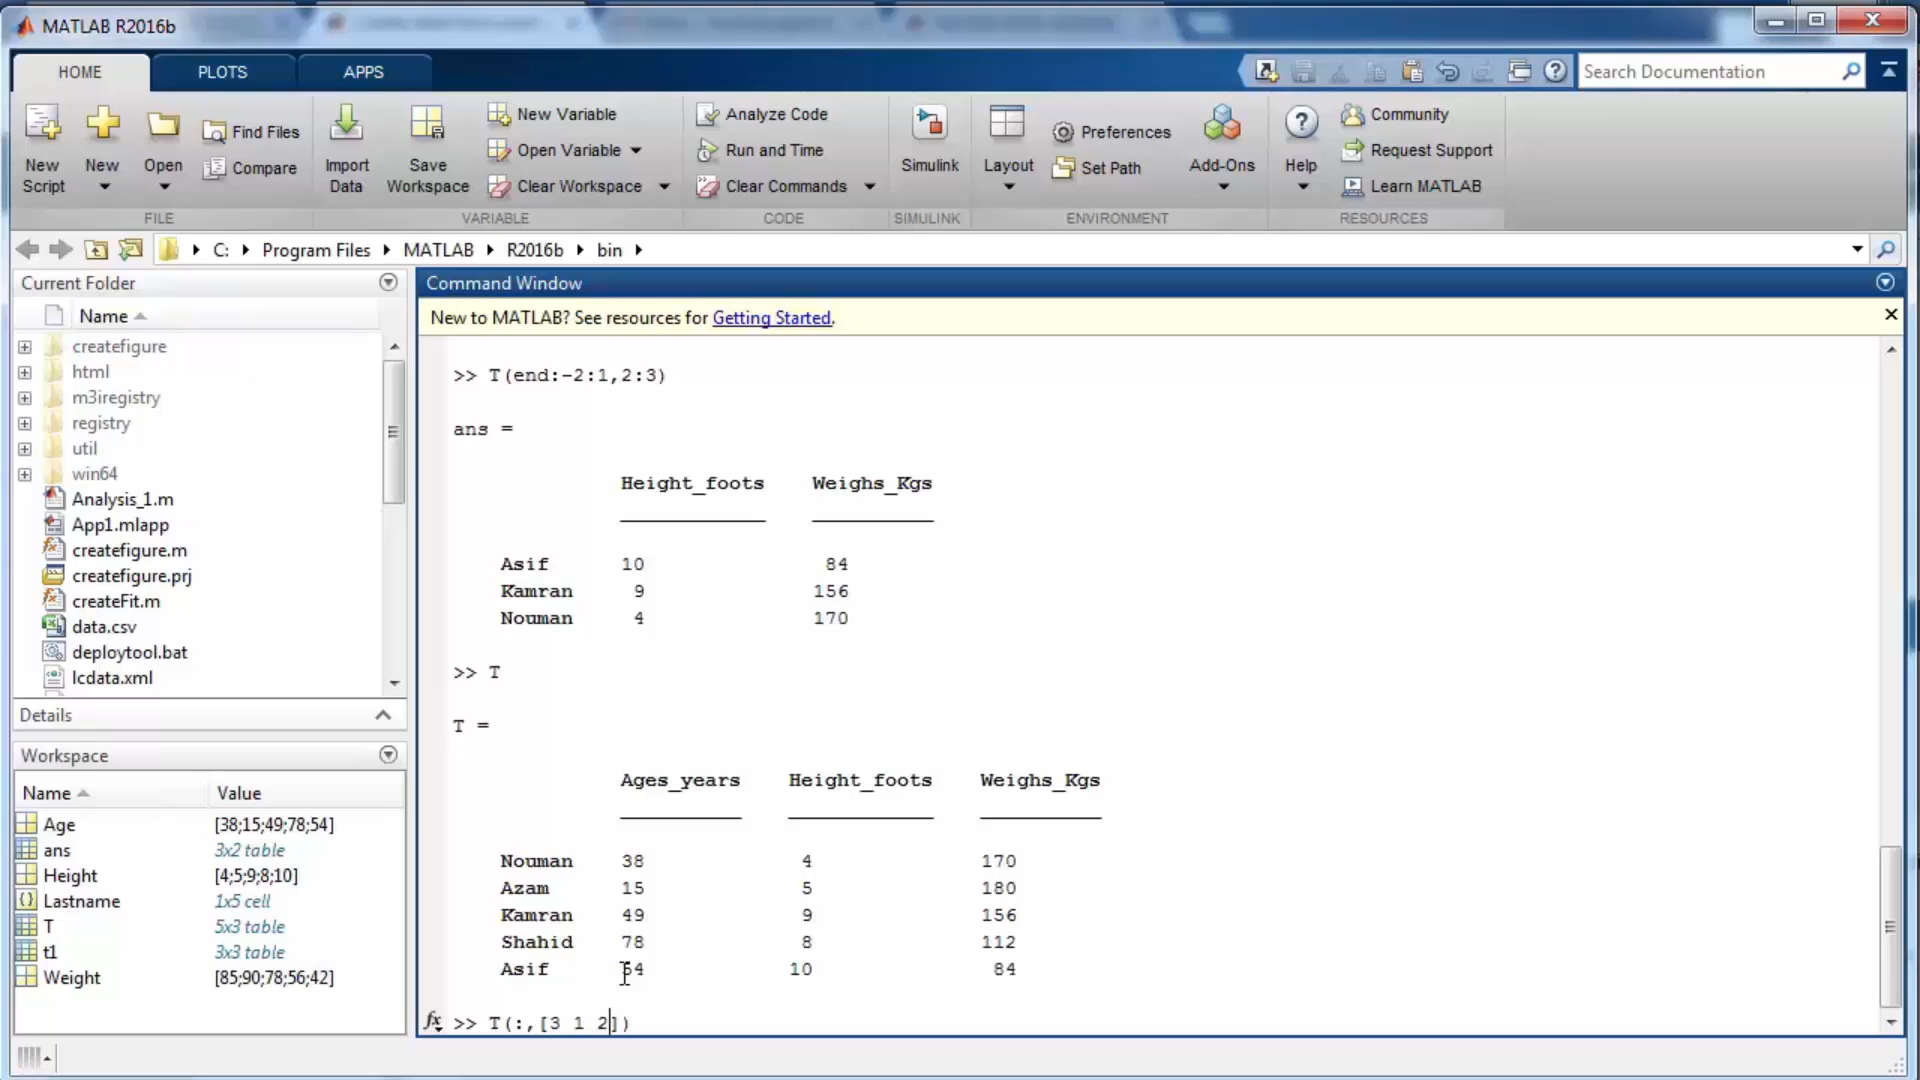 MATLAB R2016b
HOME PLOTS APPS
Search Documentation
New Script
New
Open
Find Files
Compare
FILE
Import Data
Save Workspace
New Variable
Open Variable
Clear Workspace
VARIABLE
Analyze Code
Run and Time
Clear Commands
CODE
Simulink
SIMULINK
Layout
Preferences
Set Path
Add-Ons
ENVIRONMENT
Help
Community
Request Support
Learn MATLAB
RESOURCES
C: Program Files MATLAB R2016b bin
Current Folder
Name
createfigure
html
m3iregistry
registry
util
win64
Analysis_1.m
App1.mlapp
createfigure.m
createfigure.prj
createFit.m
data.csv
deploytool.bat
lcdata.xml
Details
Workspace
Name Value
Age [38;15;49;78;54]
ans 3x2 table
Height [4;5;9;8;10]
Lastname 1x5 cell
T 5x3 table
t1 3x3 table
Weight [85;90;78;56;42]
Command Window
New to MATLAB? See resources for Getting Started.
>> T(end:-2:1,2:3)
ans =
Height_foots Weighs_Kgs
Asif 10 84
Kamran 9 156
Nouman 4 170
>> T
T =
Ages_years Height_foots Weighs_Kgs
Nouman 38 4 170
Azam 15 5 180
Kamran 49 9 156
Shahid 78 8 112
Asif 54 10 84
fx >> T(:,[3 1 2])